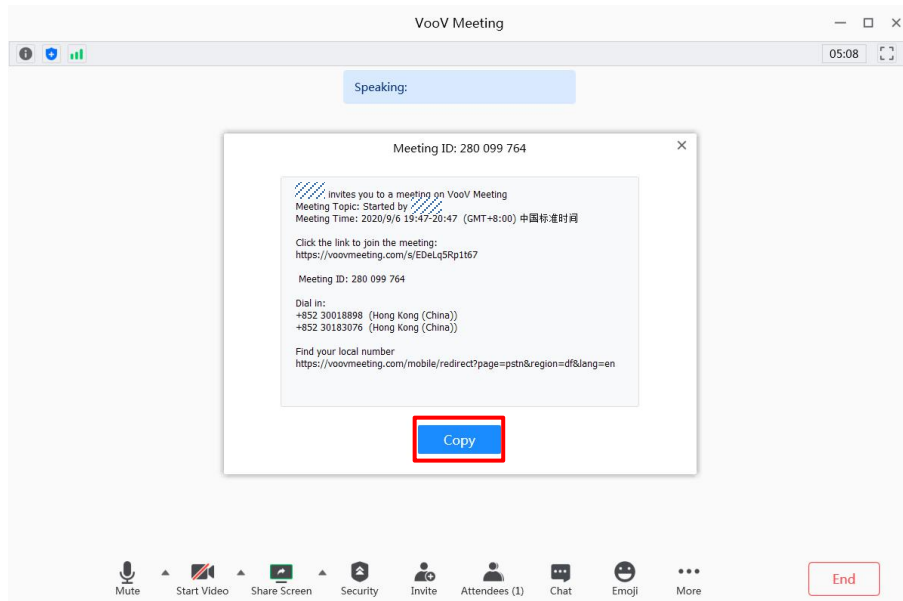 VooV Meeting
05:08
Speaking:
Meeting ID: 280 099 764
invites you to a meeting on VooV Meeting
Meeting Topic: Started by
Meeting Time: 2020/9/6 19:47-20:47 (GMT+8:00) 中国标准时间
Click the link to join the meeting:
https://voovmeeting.com/s/EDeLq5Rp1t67
Meeting ID: 280 099 764
Dial in:
+852 30018898 (Hong Kong (China))
+852 30183076 (Hong Kong (China))
Find your local number
https://voovmeeting.com/mobile/redirect?page=pstn&region=df&lang=en
Copy
Mute Start Video Share Screen Security Invite Attendees (1) Chat Emoji More End